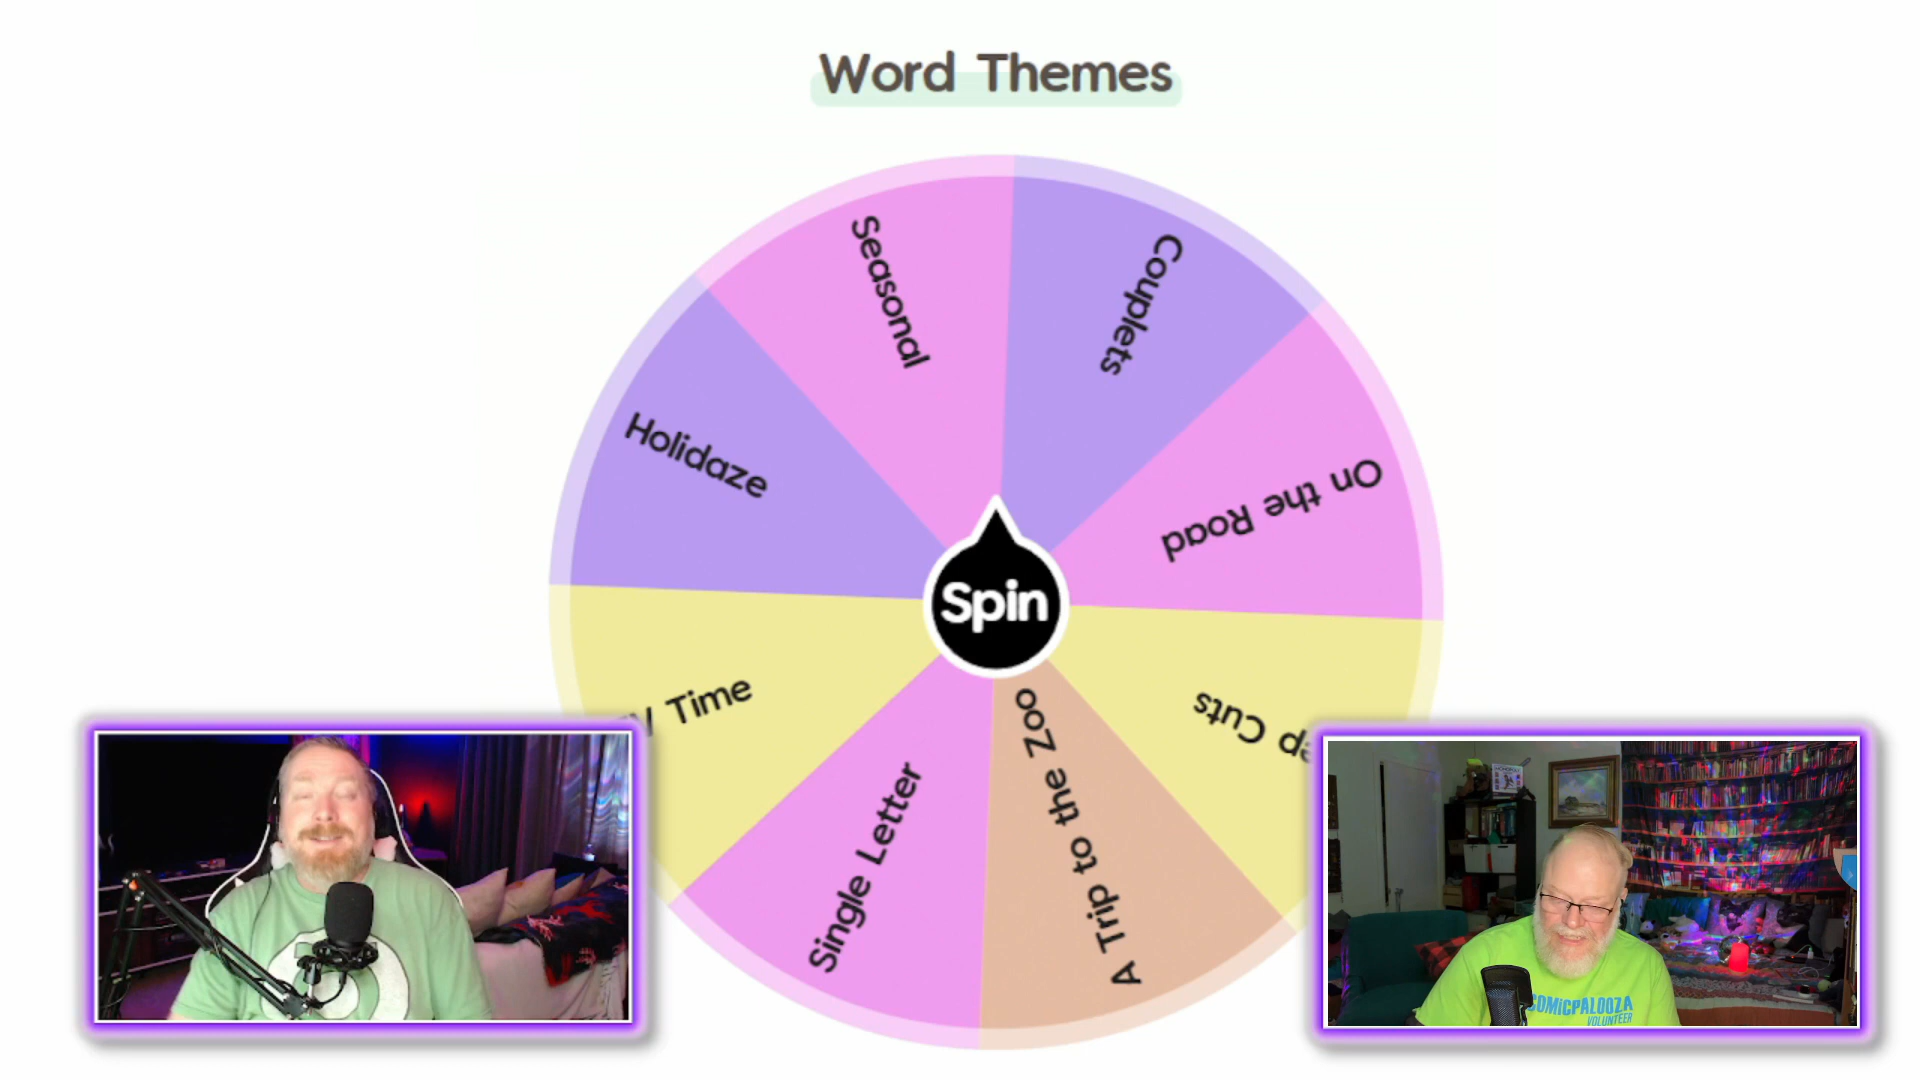 Word Themes
Seasonal
Couplets
Holidaze
On the Road
Spin
Time
Cuts
Single Letter
A Trip to the Zoo
COMICPALOOZA
VOLUNTEER